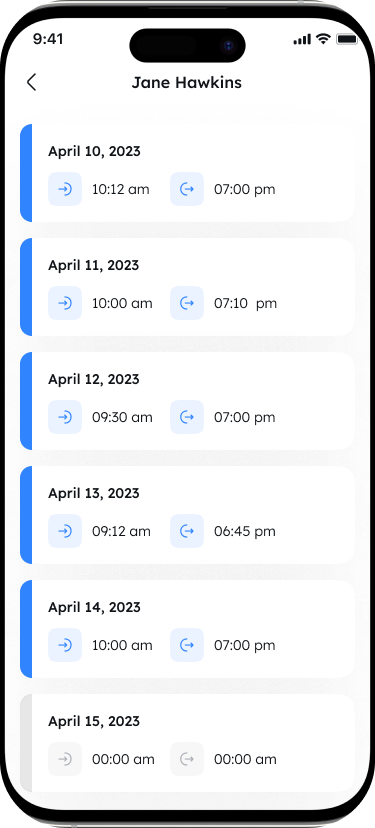 9:41
Jane Hawkins
April 10, 2023
10:12 am 07:00 pm
April 11, 2023
10:00 am 07:10 pm
April 12, 2023
09:30 am 07:00 pm
April 13, 2023
09:12 am 06:45 pm
April 14, 2023
10:00 am 07:00 pm
April 15, 2023
00:00 am 00:00 am